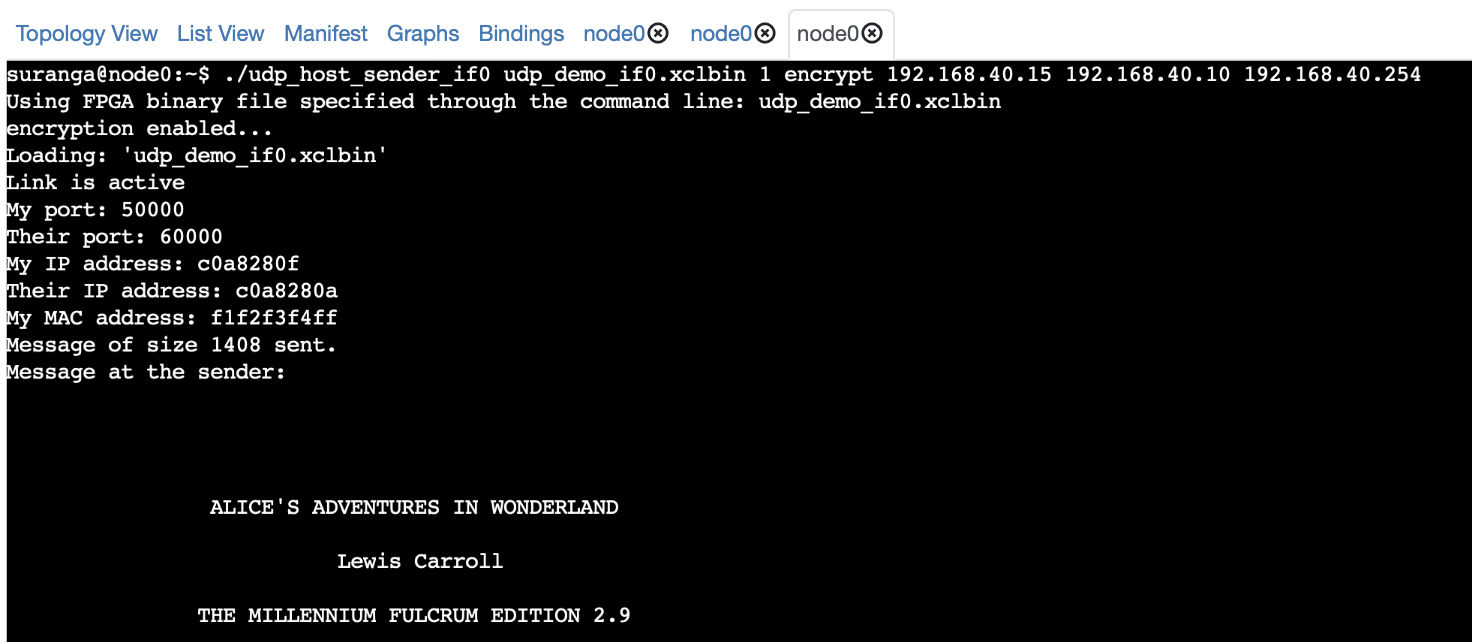 Topology View List View Manifest Graphs Bindings node0 node0 node0
suranga@node0:~$ ./udp_host_sender_if0 udp_demo_if0.xclbin 1 encrypt 192.168.40.15 192.168.40.10 192.168.40.254
Using FPGA binary file specified through the command line: udp_demo_if0.xclbin
encryption enabled...
Loading: 'udp_demo_if0.xclbin'
Link is active
My port: 50000
Their port: 60000
My IP address: c0a8280f
Their IP address: c0a8280a
My MAC address: f1f2f3f4ff
Message of size 1408 sent.
Message at the sender:
ALICE'S ADVENTURES IN WONDERLAND
Lewis Carroll
THE MILLENNIUM FULCRUM EDITION 2.9